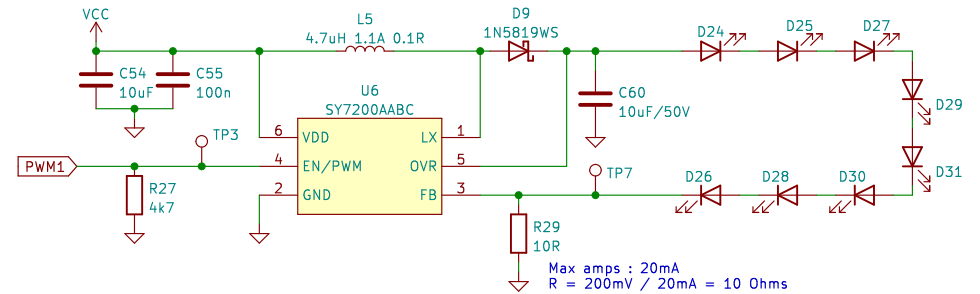 VCC
L5
4.7uH 1.1A 0.1R
D9
1N5819WS
D24
D25
D27
C54
10uF
C55
100n
U6
SY7200AABC
C60
10uF/50V
D29
TP3
6
VDD
LX
1
PWM1
4
EN/PWM
OVR
5
TP7
D31
R27
4k7
2
GND
FB
3
D26
D28
D30
R29
10R
Max amps : 20mA
R = 200mV / 20mA = 10 Ohms